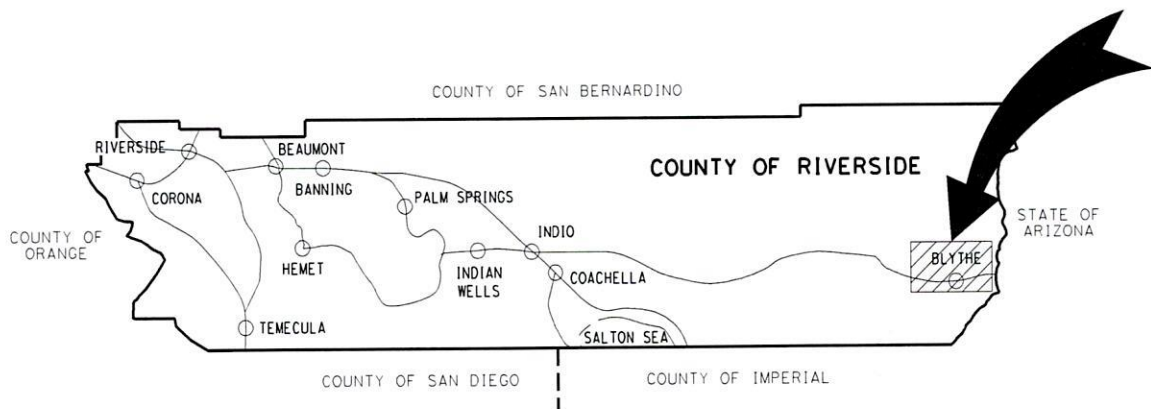 COUNTY OF SAN BERNARDINO
RIVERSIDE
BEAUMONT
COUNTY OF RIVERSIDE
BANNING
CORONA
PALM SPRINGS
STATE OF
ARIZONA
COUNTY OF
ORANGE
INDIO
BLYTHE
HEMET
INDIAN
WELLS
COACHELLA
TEMECULA
SALTON SEA
COUNTY OF SAN DIEGO
COUNTY OF IMPERIAL